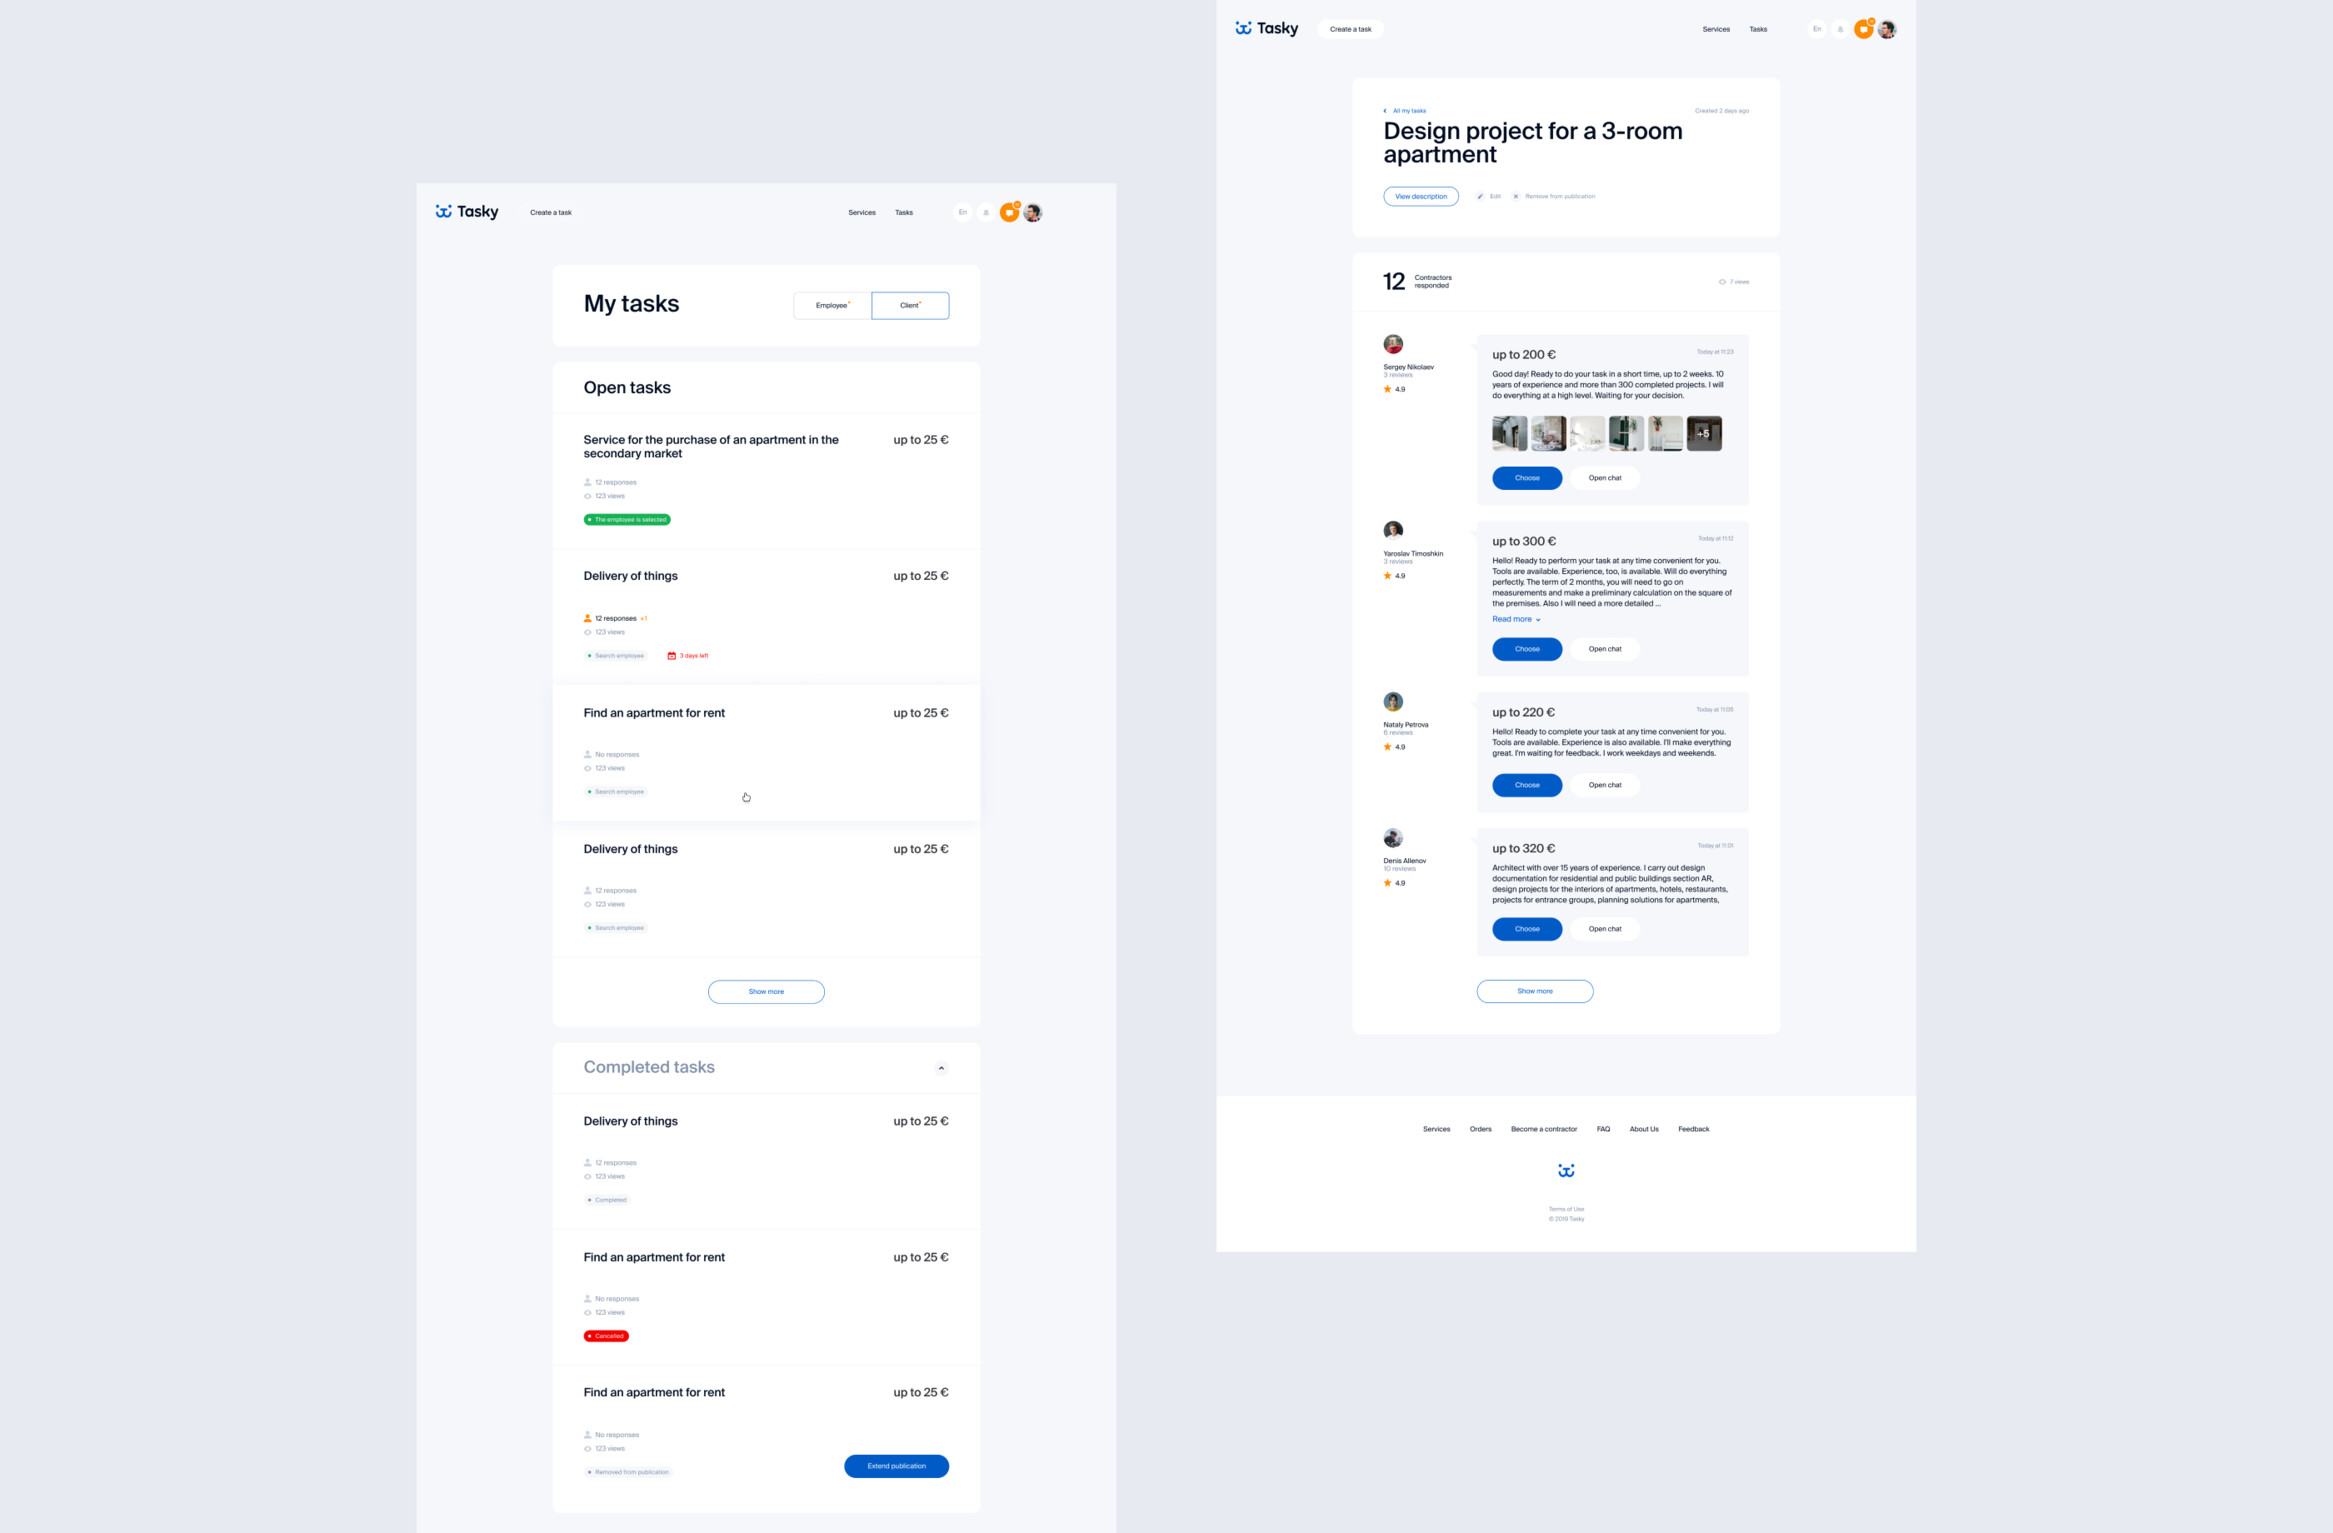 Tasky
Create a task
Services
Tasks
En
My tasks
Employee
Client
Open tasks
Service for the purchase of an apartment in the
secondary market
up to 25 €
12 responses
123 views
The employee is selected
Delivery of things
up to 25 €
12 responses +1
123 views
Search employee
3 days left
Find an apartment for rent
up to 25 €
No responses
123 views
Search employee
Delivery of things
up to 25 €
12 responses
123 views
Search employee
Show more
Completed tasks
Delivery of things
up to 25 €
12 responses
123 views
Completed
Find an apartment for rent
up to 25 €
No responses
123 views
Cancelled
Find an apartment for rent
up to 25 €
No responses
123 views
Removed from publication
Extend publication
Tasky
Create a task
Services
Tasks
En
All my tasks
Created 2 days ago
Design project for a 3-room
apartment
View description
Edit
Remove from publication
12
Contractors
responded
7 views
Sergey Nikolaev
3 reviews
4.9
up to 200 €
Today at 11:23
Good day! Ready to do your task in a short time, up to 2 weeks. 10
years of experience and more than 300 completed projects. I will
do everything at a high level. Waiting for your decision.
+5
Choose
Open chat
Yaroslav Timoshkin
3 reviews
4.9
up to 300 €
Today at 11:12
Hello! Ready to perform your task at any time convenient for you.
Tools are available. Experience, too, is available. Will do everything
perfectly. The term of 2 months, you will need to go on
measurements and make a preliminary calculation on the square of
the premises. Also I will need a more detailed ...
Read more
Choose
Open chat
Nataly Petrova
6 reviews
4.9
up to 220 €
Today at 11:05
Hello! Ready to complete your task at any time convenient for you.
Tools are available. Experience is also available. I'll make everything
great. I'm waiting for feedback. I work weekdays and weekends.
Choose
Open chat
Denis Allenov
10 reviews
4.9
up to 320 €
Today at 11:01
Architect with over 15 years of experience. I carry out design
documentation for residential and public buildings section AR,
design projects for the interiors of apartments, hotels, restaurants,
projects for entrance groups, planning solutions for apartments,
Choose
Open chat
Show more
Services
Orders
Become a contractor
FAQ
About Us
Feedback
Terms of Use
© 2019 Tasky